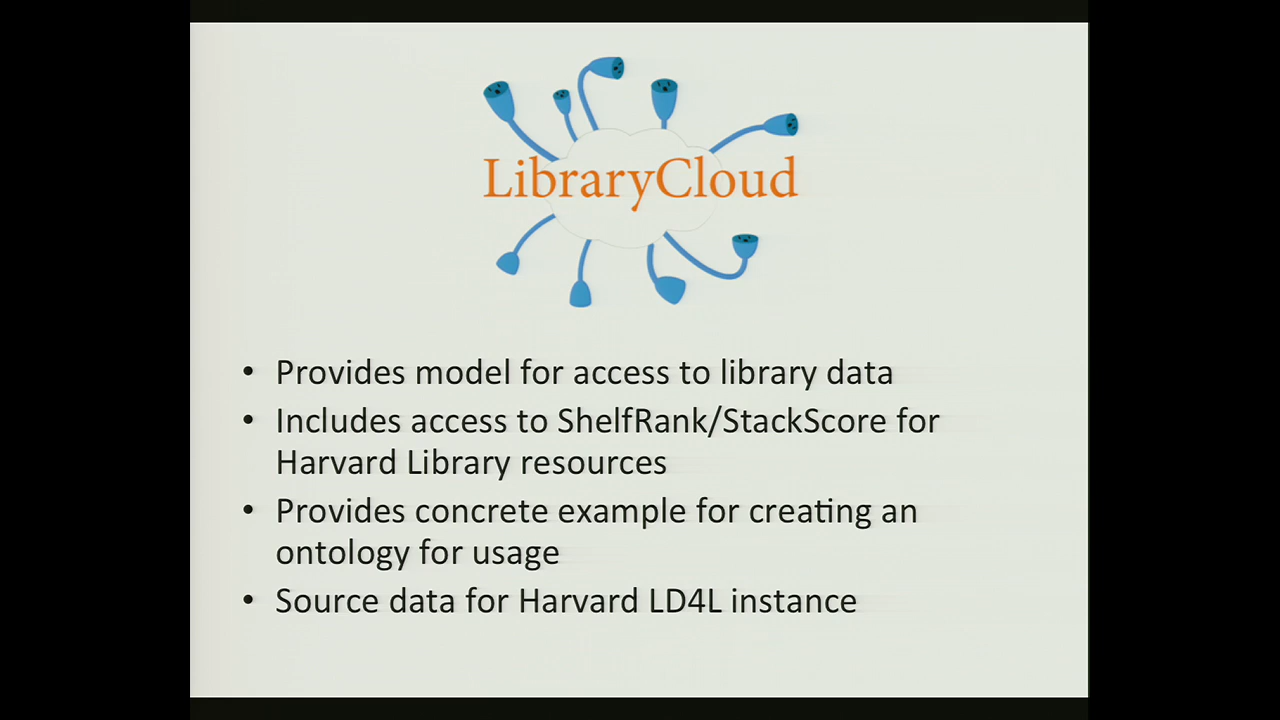 LibraryCloud
• Provides model for access to library data
• Includes access to ShelfRank/StackScore for
Harvard Library resources
• Provides concrete example for creating an
ontology for usage
• Source data for Harvard LD4L instance